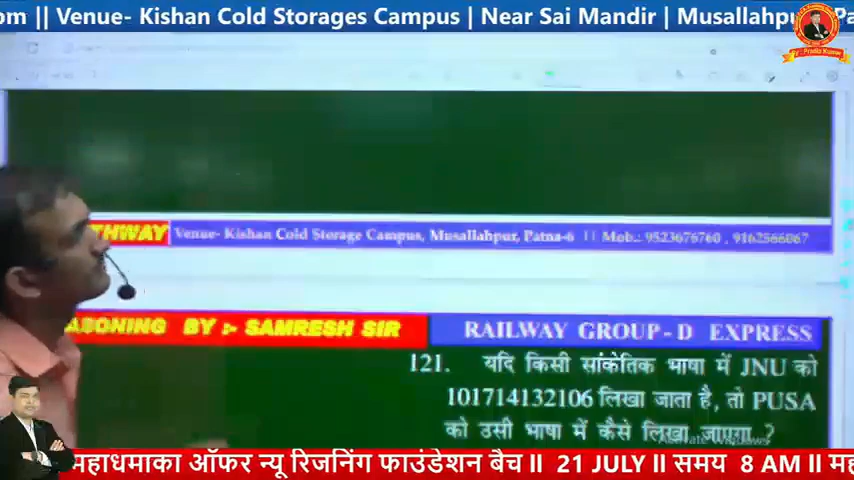 om || Venue- Kishan Cold Storages Campus | Near Sai Mandir | Musallahpu
THWAY Venue- Kishan Cold Storage Campus, Musallahpur, Patna-6 || Mob.: 9523676760, 9162566067
ASONING BY :- SAMRESH SIR RAILWAY GROUP-D EXPRESS
121. यदि किसी सांकेतिक भाषा में JNU को
101714132106 लिखा जाता है, तो PUSA
को उसी भाषा में कैसे लिखा जाएगा ?
महाधमाका ऑफर न्यू रिजनिंग फाउंडेशन बैच II 21 JULY II समय 8 AM II मह